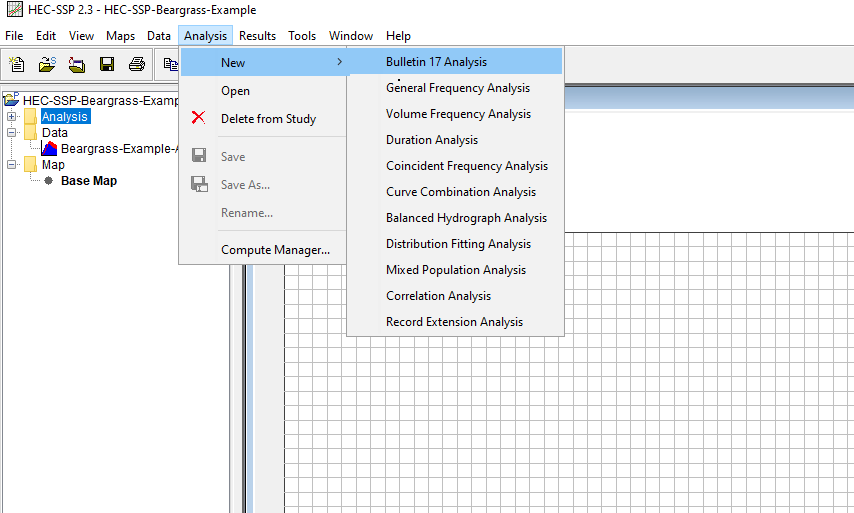 HEC-SSP 2.3 - HEC-SSP-Beargrass-Example
File Edit View Maps Data Analysis Results Tools Window Help
HEC-SSP-Beargrass-Examp
Analysis
Data
Beargrass-Example-A
Map
Base Map
New
Open
Delete from Study
Save
Save As...
Rename...
Compute Manager...
Bulletin 17 Analysis
General Frequency Analysis
Volume Frequency Analysis
Duration Analysis
Coincident Frequency Analysis
Curve Combination Analysis
Balanced Hydrograph Analysis
Distribution Fitting Analysis
Mixed Population Analysis
Correlation Analysis
Record Extension Analysis